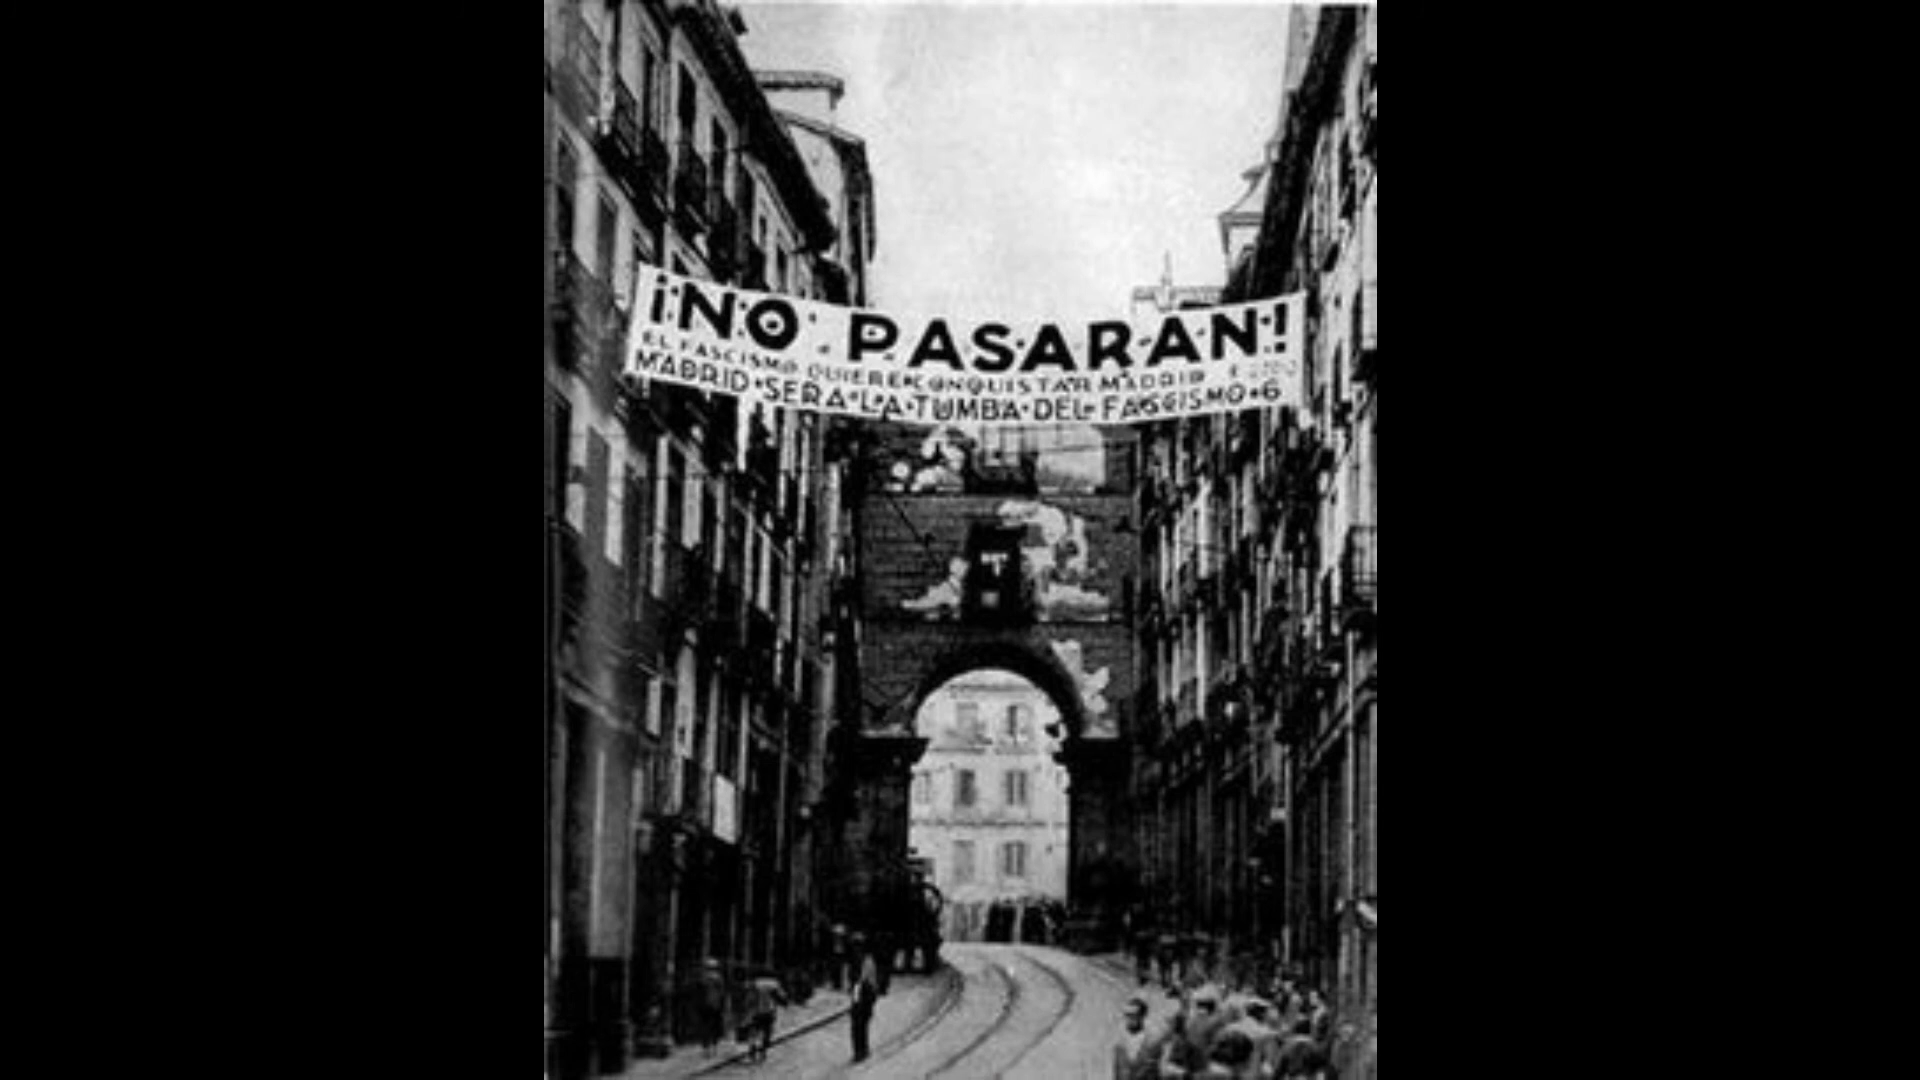 ¡NO PASARAN!
EL FASCISMO QUIERE CONQUISTAR MADRID
MADRID·SERA·LA·TUMBA·DEL·FASCISMO·